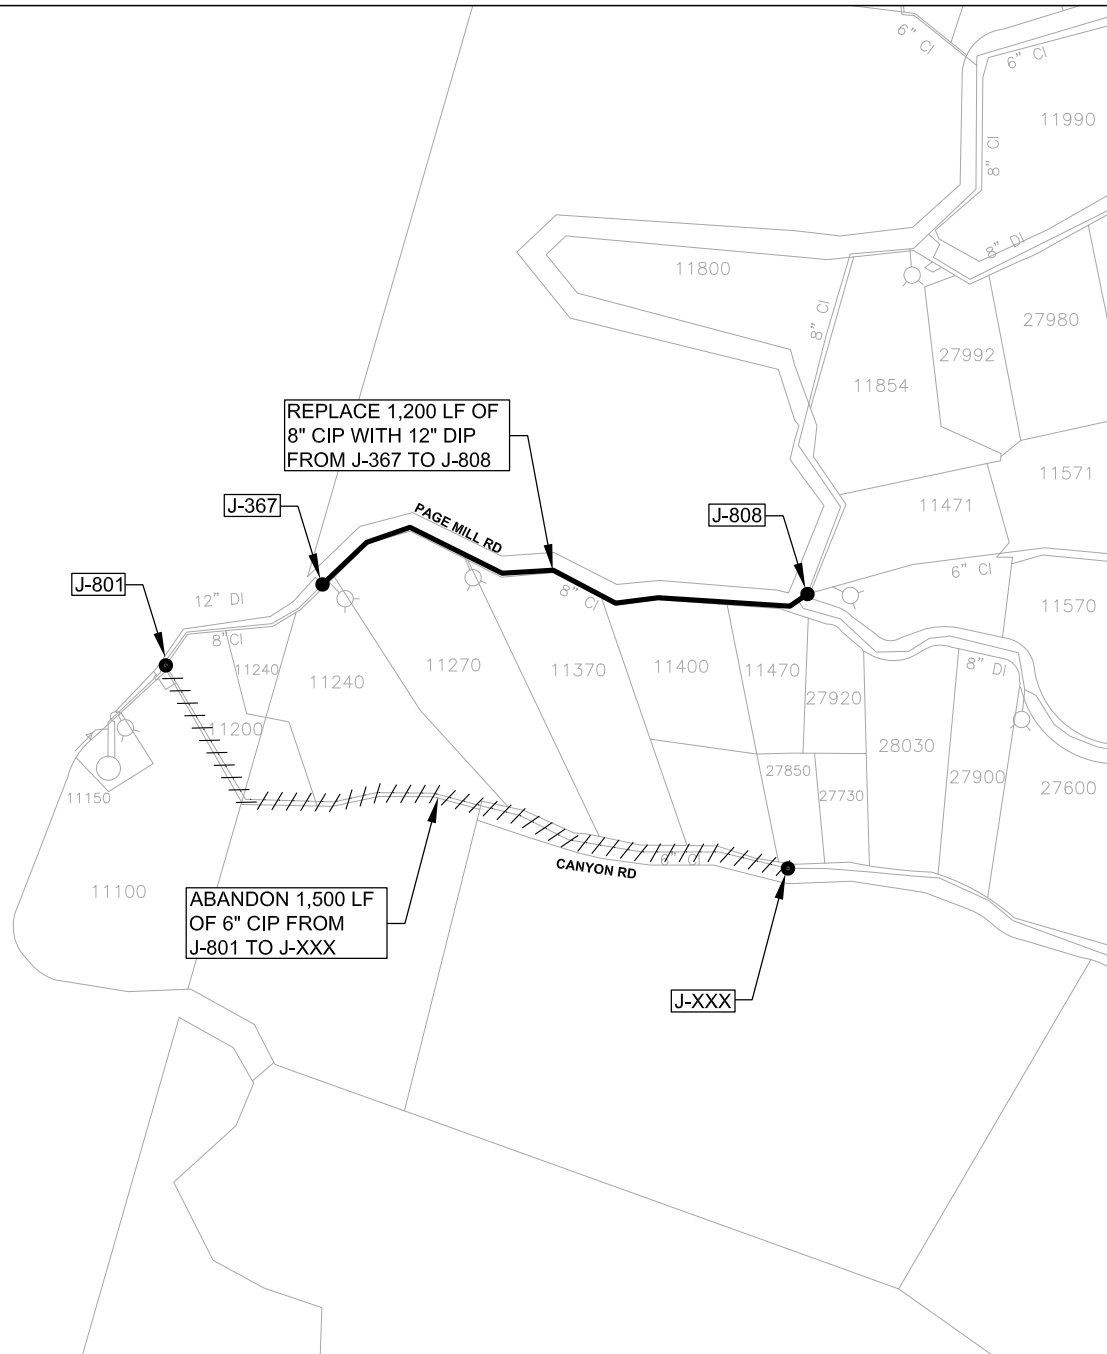 6" CI
6" CI
11990
8" CI
8" DI
11800
27980
8" CI
27992
11854
REPLACE 1,200 LF OF
8" CIP WITH 12" DIP
FROM J-367 TO J-808
11571
11471
J-367
PAGE MILL RD
J-808
6" CI
J-801
12" DI
8" CI
8"CI
11570
11240
11240
11270
11370
11400
11470
8" DI
27920
11200
28030
27850
27900
27600
27730
11150
6" CI
CANYON RD
11100
ABANDON 1,500 LF
OF 6" CIP FROM
J-801 TO J-XXX
J-XXX